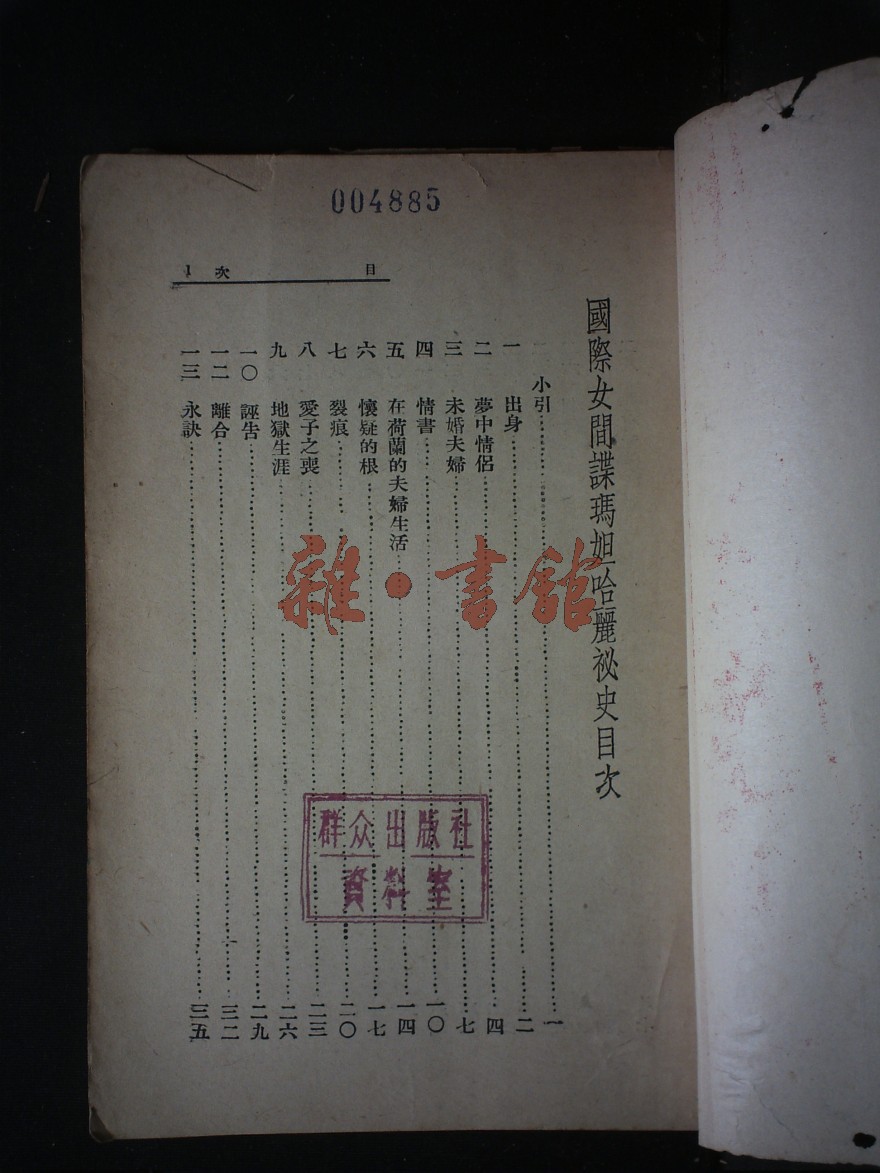 004885
目次 1
國際女間諜瑪妲哈麗祕史目次
小引……一
一 出身……二
二 夢中情侶……四
三 未婚夫婦……七
四 情書……一〇
五 在荷蘭的夫婦生活……一四
六 懷疑的根……一七
七 裂痕……二〇
八 愛子之喪……二三
九 地獄生涯……二六
一〇 誣告……二九
一二 離合……三二
一三 永訣……三五
雜·書館
群众出版社
資料室